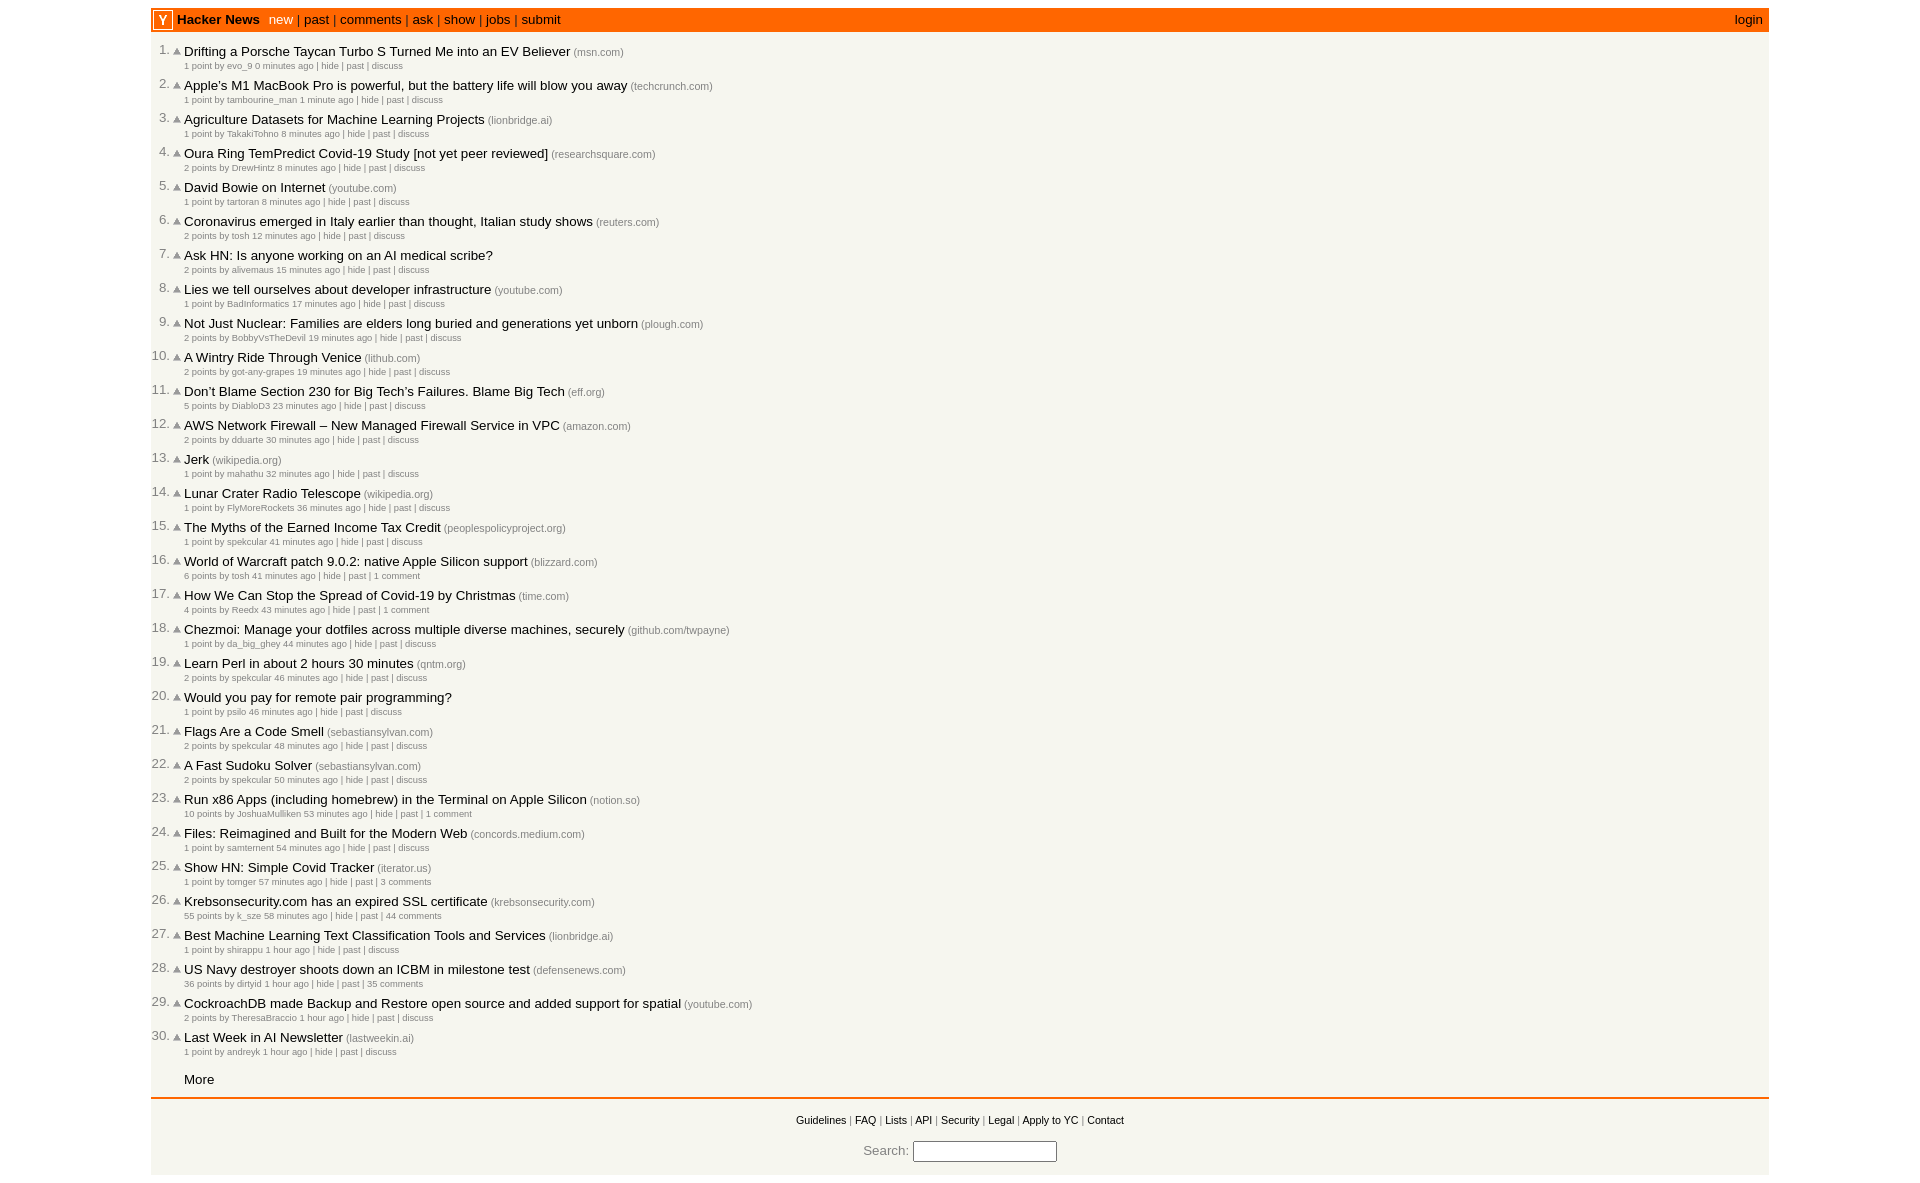 Y Hacker News new | past | comments | ask | show | jobs | submit login
1. Drifting a Porsche Taycan Turbo S Turned Me into an EV Believer (msn.com)
1 point by evo_9 0 minutes ago | hide | past | discuss
2. Apple’s M1 MacBook Pro is powerful, but the battery life will blow you away (techcrunch.com)
1 point by tambourine_man 1 minute ago | hide | past | discuss
3. Agriculture Datasets for Machine Learning Projects (lionbridge.ai)
1 point by TakakiTohno 8 minutes ago | hide | past | discuss
4. Oura Ring TemPredict Covid-19 Study [not yet peer reviewed] (researchsquare.com)
2 points by DrewHintz 8 minutes ago | hide | past | discuss
5. David Bowie on Internet (youtube.com)
1 point by tartoran 8 minutes ago | hide | past | discuss
6. Coronavirus emerged in Italy earlier than thought, Italian study shows (reuters.com)
2 points by tosh 12 minutes ago | hide | past | discuss
7. Ask HN: Is anyone working on an AI medical scribe?
2 points by alivemaus 15 minutes ago | hide | past | discuss
8. Lies we tell ourselves about developer infrastructure (youtube.com)
1 point by BadInformatics 17 minutes ago | hide | past | discuss
9. Not Just Nuclear: Families are elders long buried and generations yet unborn (plough.com)
2 points by BobbyVsTheDevil 19 minutes ago | hide | past | discuss
10. A Wintry Ride Through Venice (lithub.com)
2 points by got-any-grapes 19 minutes ago | hide | past | discuss
11. Don’t Blame Section 230 for Big Tech’s Failures. Blame Big Tech (eff.org)
5 points by DiabloD3 23 minutes ago | hide | past | discuss
12. AWS Network Firewall – New Managed Firewall Service in VPC (amazon.com)
2 points by dduarte 30 minutes ago | hide | past | discuss
13. Jerk (wikipedia.org)
1 point by mahathu 32 minutes ago | hide | past | discuss
14. Lunar Crater Radio Telescope (wikipedia.org)
1 point by FlyMoreRockets 36 minutes ago | hide | past | discuss
15. The Myths of the Earned Income Tax Credit (peoplespolicyproject.org)
1 point by spekcular 41 minutes ago | hide | past | discuss
16. World of Warcraft patch 9.0.2: native Apple Silicon support (blizzard.com)
6 points by tosh 41 minutes ago | hide | past | 1 comment
17. How We Can Stop the Spread of Covid-19 by Christmas (time.com)
4 points by Reedx 43 minutes ago | hide | past | 1 comment
18. Chezmoi: Manage your dotfiles across multiple diverse machines, securely (github.com/twpayne)
1 point by da_big_ghey 44 minutes ago | hide | past | discuss
19. Learn Perl in about 2 hours 30 minutes (qntm.org)
2 points by spekcular 46 minutes ago | hide | past | discuss
20. Would you pay for remote pair programming?
1 point by psilo 46 minutes ago | hide | past | discuss
21. Flags Are a Code Smell (sebastiansylvan.com)
2 points by spekcular 48 minutes ago | hide | past | discuss
22. A Fast Sudoku Solver (sebastiansylvan.com)
2 points by spekcular 50 minutes ago | hide | past | discuss
23. Run x86 Apps (including homebrew) in the Terminal on Apple Silicon (notion.so)
10 points by JoshuaMulliken 53 minutes ago | hide | past | 1 comment
24. Files: Reimagined and Built for the Modern Web (concords.medium.com)
1 point by samternent 54 minutes ago | hide | past | discuss
25. Show HN: Simple Covid Tracker (iterator.us)
1 point by tomger 57 minutes ago | hide | past | 3 comments
26. Krebsonsecurity.com has an expired SSL certificate (krebsonsecurity.com)
55 points by k_sze 58 minutes ago | hide | past | 44 comments
27. Best Machine Learning Text Classification Tools and Services (lionbridge.ai)
1 point by shirappu 1 hour ago | hide | past | discuss
28. US Navy destroyer shoots down an ICBM in milestone test (defensenews.com)
36 points by dirtyid 1 hour ago | hide | past | 35 comments
29. CockroachDB made Backup and Restore open source and added support for spatial (youtube.com)
2 points by TheresaBraccio 1 hour ago | hide | past | discuss
30. Last Week in AI Newsletter (lastweekin.ai)
1 point by andreyk 1 hour ago | hide | past | discuss
More
Guidelines | FAQ | Lists | API | Security | Legal | Apply to YC | Contact
Search: